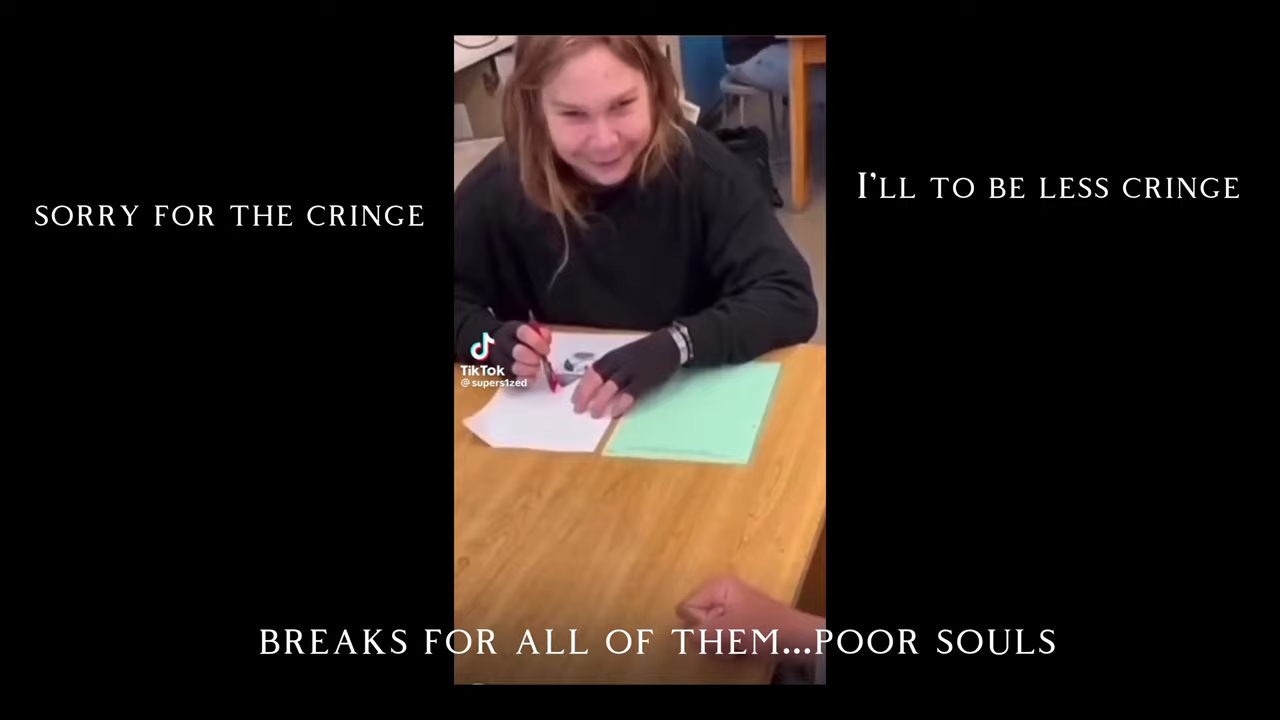 SORRY FOR THE CRINGE
I'LL TO BE LESS CRINGE
TikTok
@supers1zed
BREAKS FOR ALL OF THEM...POOR SOULS